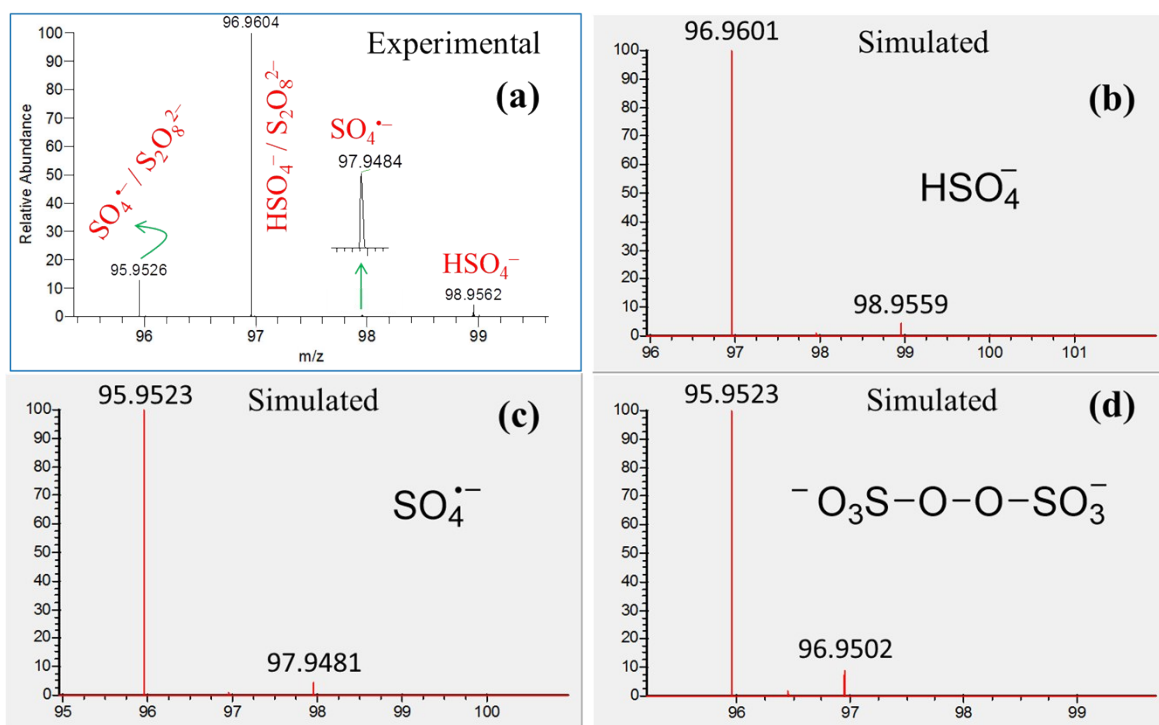 96.9604
Experimental
(a)
100
90
80
70
60
50
40
30
20
10
0
Relative Abundance
SO₄•⁻ / S₂O₈²⁻
95.9526
HSO₄⁻ / S₂O₈²⁻
SO₄•⁻
97.9484
HSO₄⁻
98.9562
96 97 98 99
m/z
96.9601
Simulated
(b)
100
90
80
70
60
50
40
30
20
10
0
HSO₄⁻
98.9559
96 97 98 99 100 101
95.9523
Simulated
(c)
100
90
80
70
60
50
40
30
20
10
0
SO₄•⁻
97.9481
95 96 97 98 99 100
95.9523
Simulated
(d)
100
90
80
70
60
50
40
30
20
10
0
⁻O₃S–O–O–SO₃⁻
96.9502
96 97 98 99